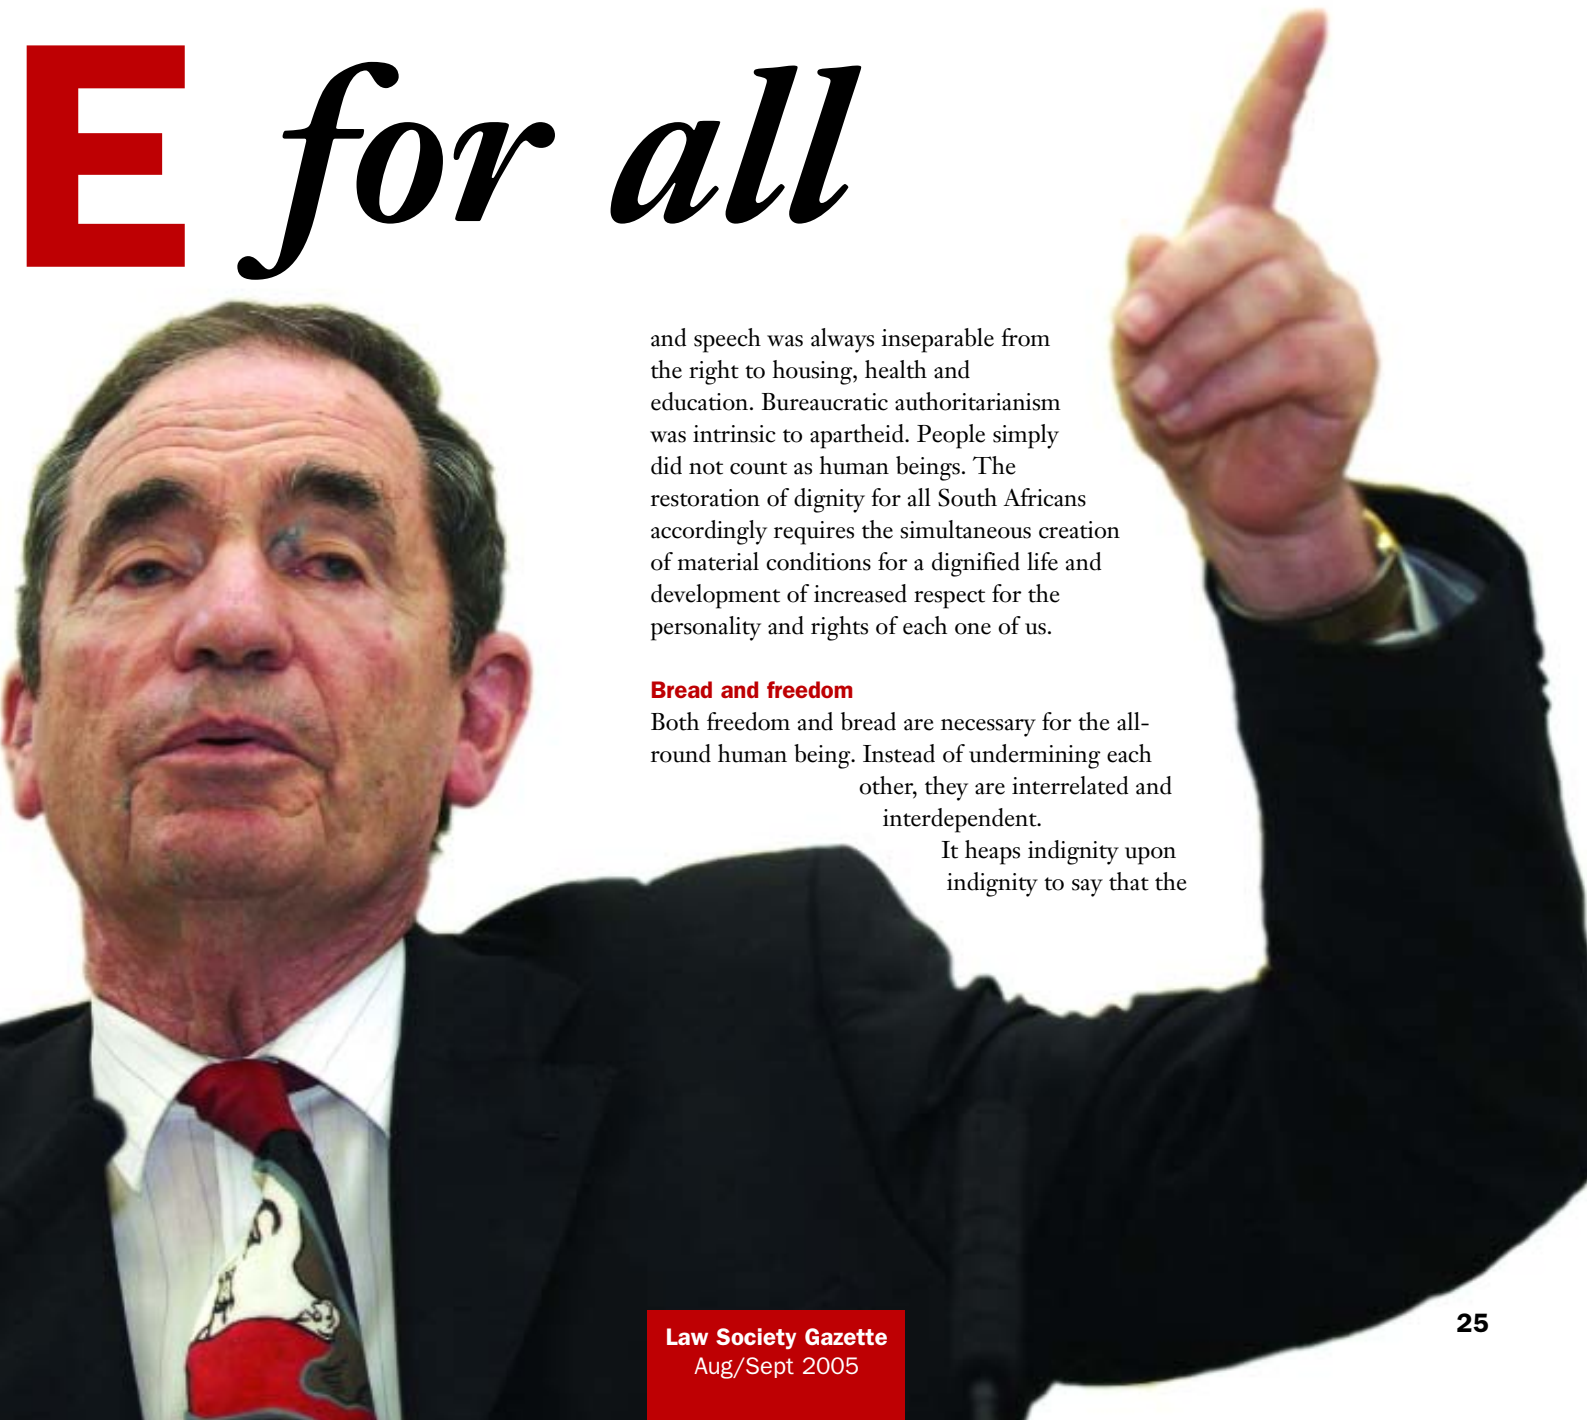 E for all
and speech was always inseparable from
the right to housing, health and
education. Bureaucratic authoritarianism
was intrinsic to apartheid. People simply
did not count as human beings. The
restoration of dignity for all South Africans
accordingly requires the simultaneous creation
of material conditions for a dignified life and
development of increased respect for the
personality and rights of each one of us.
Bread and freedom
Both freedom and bread are necessary for the all-
round human being. Instead of undermining each
other, they are interrelated and
interdependent.
It heaps indignity upon
indignity to say that the
Law Society Gazette
Aug/Sept 2005
25